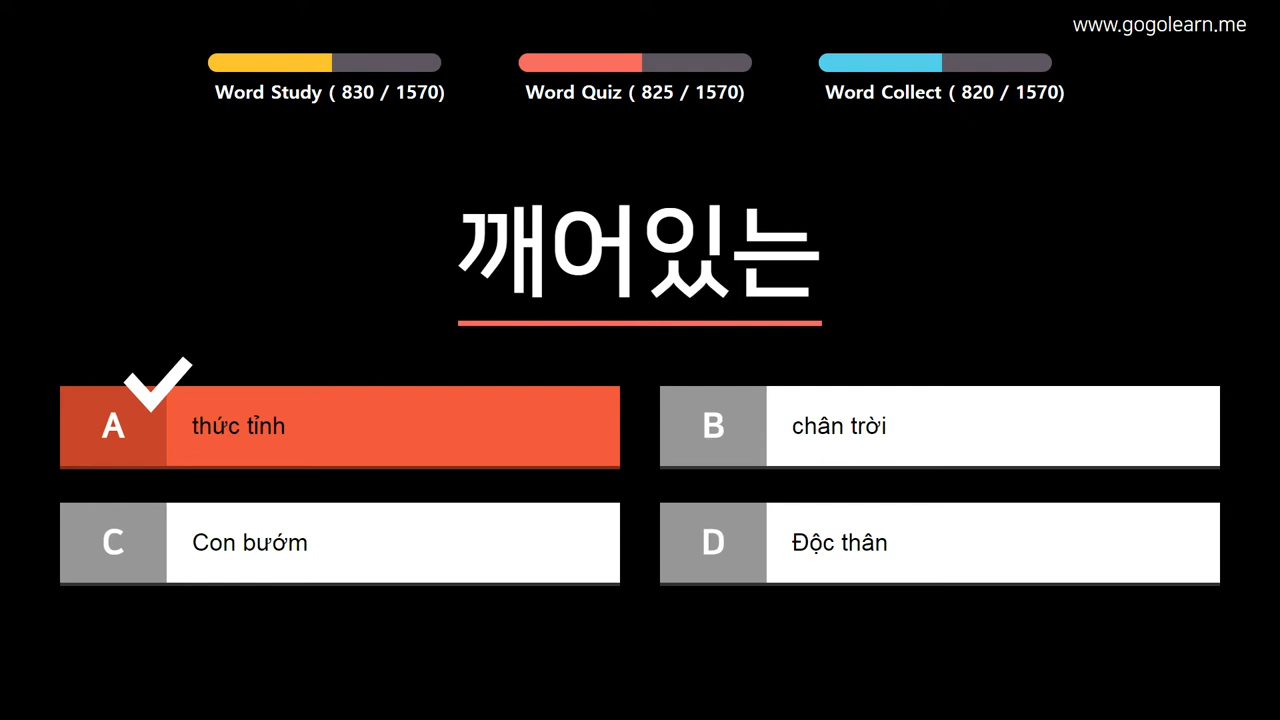 www.gogolearn.me
Word Study ( 830 / 1570)
Word Quiz ( 825 / 1570)
Word Collect ( 820 / 1570)
깨어있는
A thức tỉnh
B chân trời
C Con bướm
D Độc thân